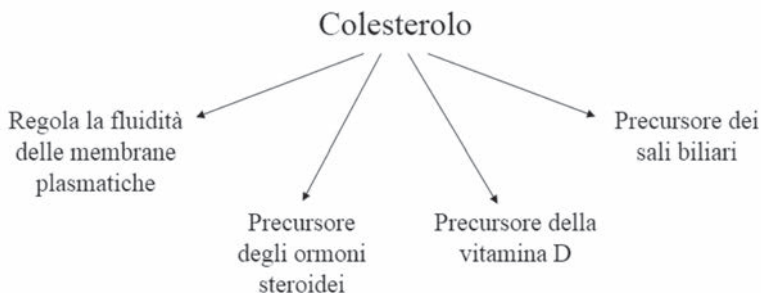 Colesterolo
Regola la fluidità
delle membrane
plasmatiche
Precursore
degli ormoni
steroidei
Precursore della
vitamina D
Precursore dei
sali biliari